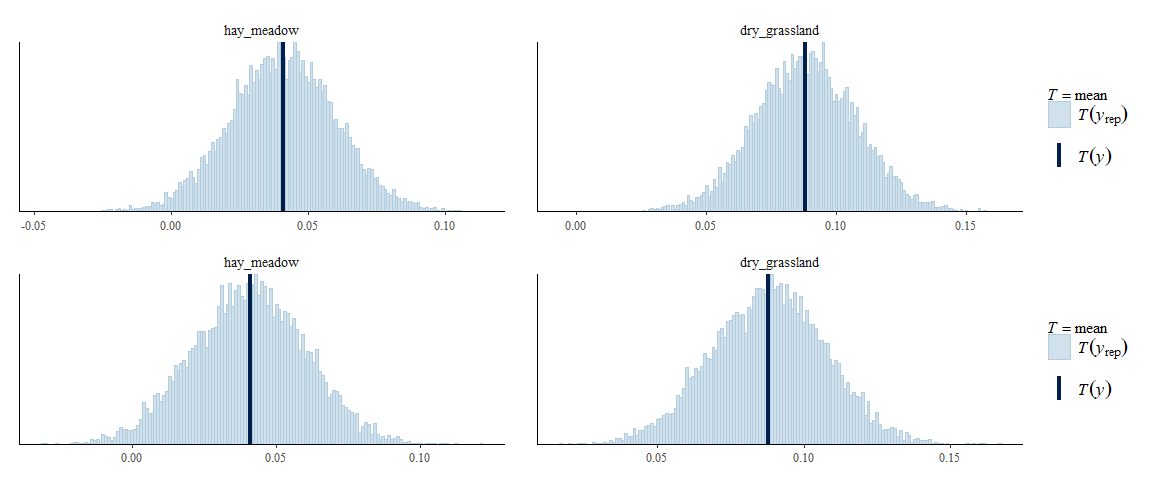 hay_meadow
dry_grassland
T = mean
T(yrep)
T(y)
-0.05 0.00 0.05 0.10
0.00 0.05 0.10 0.15
hay_meadow
dry_grassland
T = mean
T(yrep)
T(y)
0.00 0.05 0.10
0.05 0.10 0.15